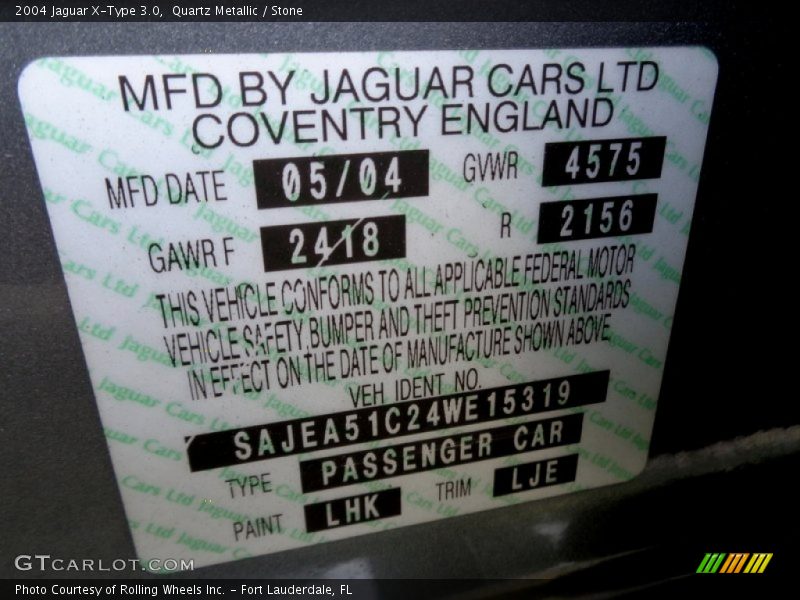 2004 Jaguar X-Type 3.0, Quartz Metallic / Stone
MFD BY JAGUAR CARS LTD
COVENTRY ENGLAND
MFD DATE 05/04 GVWR 4575
GAWR F 2418 R 2156
THIS VEHICLE CONFORMS TO ALL APPLICABLE FEDERAL MOTOR
VEHICLE SAFETY BUMPER AND THEFT PREVENTION STANDARDS
IN EFFECT ON THE DATE OF MANUFACTURE SHOWN ABOVE
VEH IDENT NO.
SAJEA51C24WE15319
TYPE PASSENGER CAR
PAINT LHK TRIM LJE
GTCARLOT.COM
Photo Courtesy of Rolling Wheels Inc. - Fort Lauderdale, FL